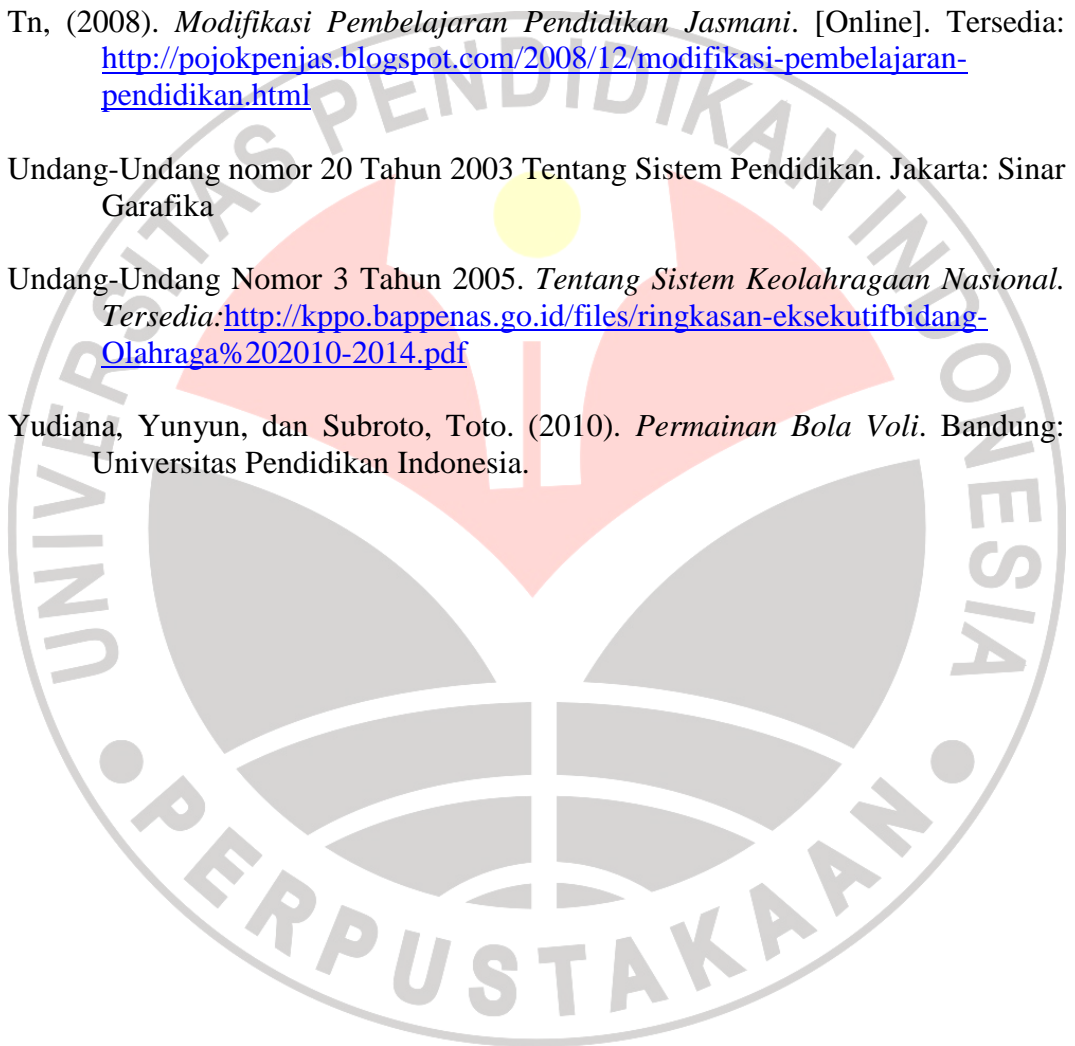 Tn, (2008). Modifikasi Pembelajaran Pendidikan Jasmani. [Online]. Tersedia:
http://pojokpenjas.blogspot.com/2008/12/modifikasi-pembelajaran-
pendidikan.html
Undang-Undang nomor 20 Tahun 2003 Tentang Sistem Pendidikan. Jakarta: Sinar
Garafika
Undang-Undang Nomor 3 Tahun 2005. Tentang Sistem Keolahragaan Nasional.
Tersedia:http://kppo.bappenas.go.id/files/ringkasan-eksekutifbidang-
Olahraga%202010-2014.pdf
Yudiana, Yunyun, dan Subroto, Toto. (2010). Permainan Bola Voli. Bandung:
Universitas Pendidikan Indonesia.
UNIVERSITAS PENDIDIKAN INDONESIA
PERPUSTAKAAN